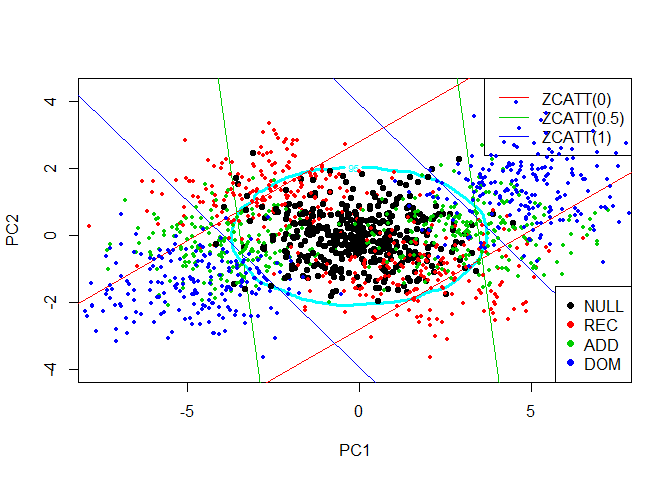 ZCATT(0)
ZCATT(0.5)
ZCATT(1)
4
2
0
-2
-4
PC2
NULL
REC
ADD
DOM
-5
0
5
PC1